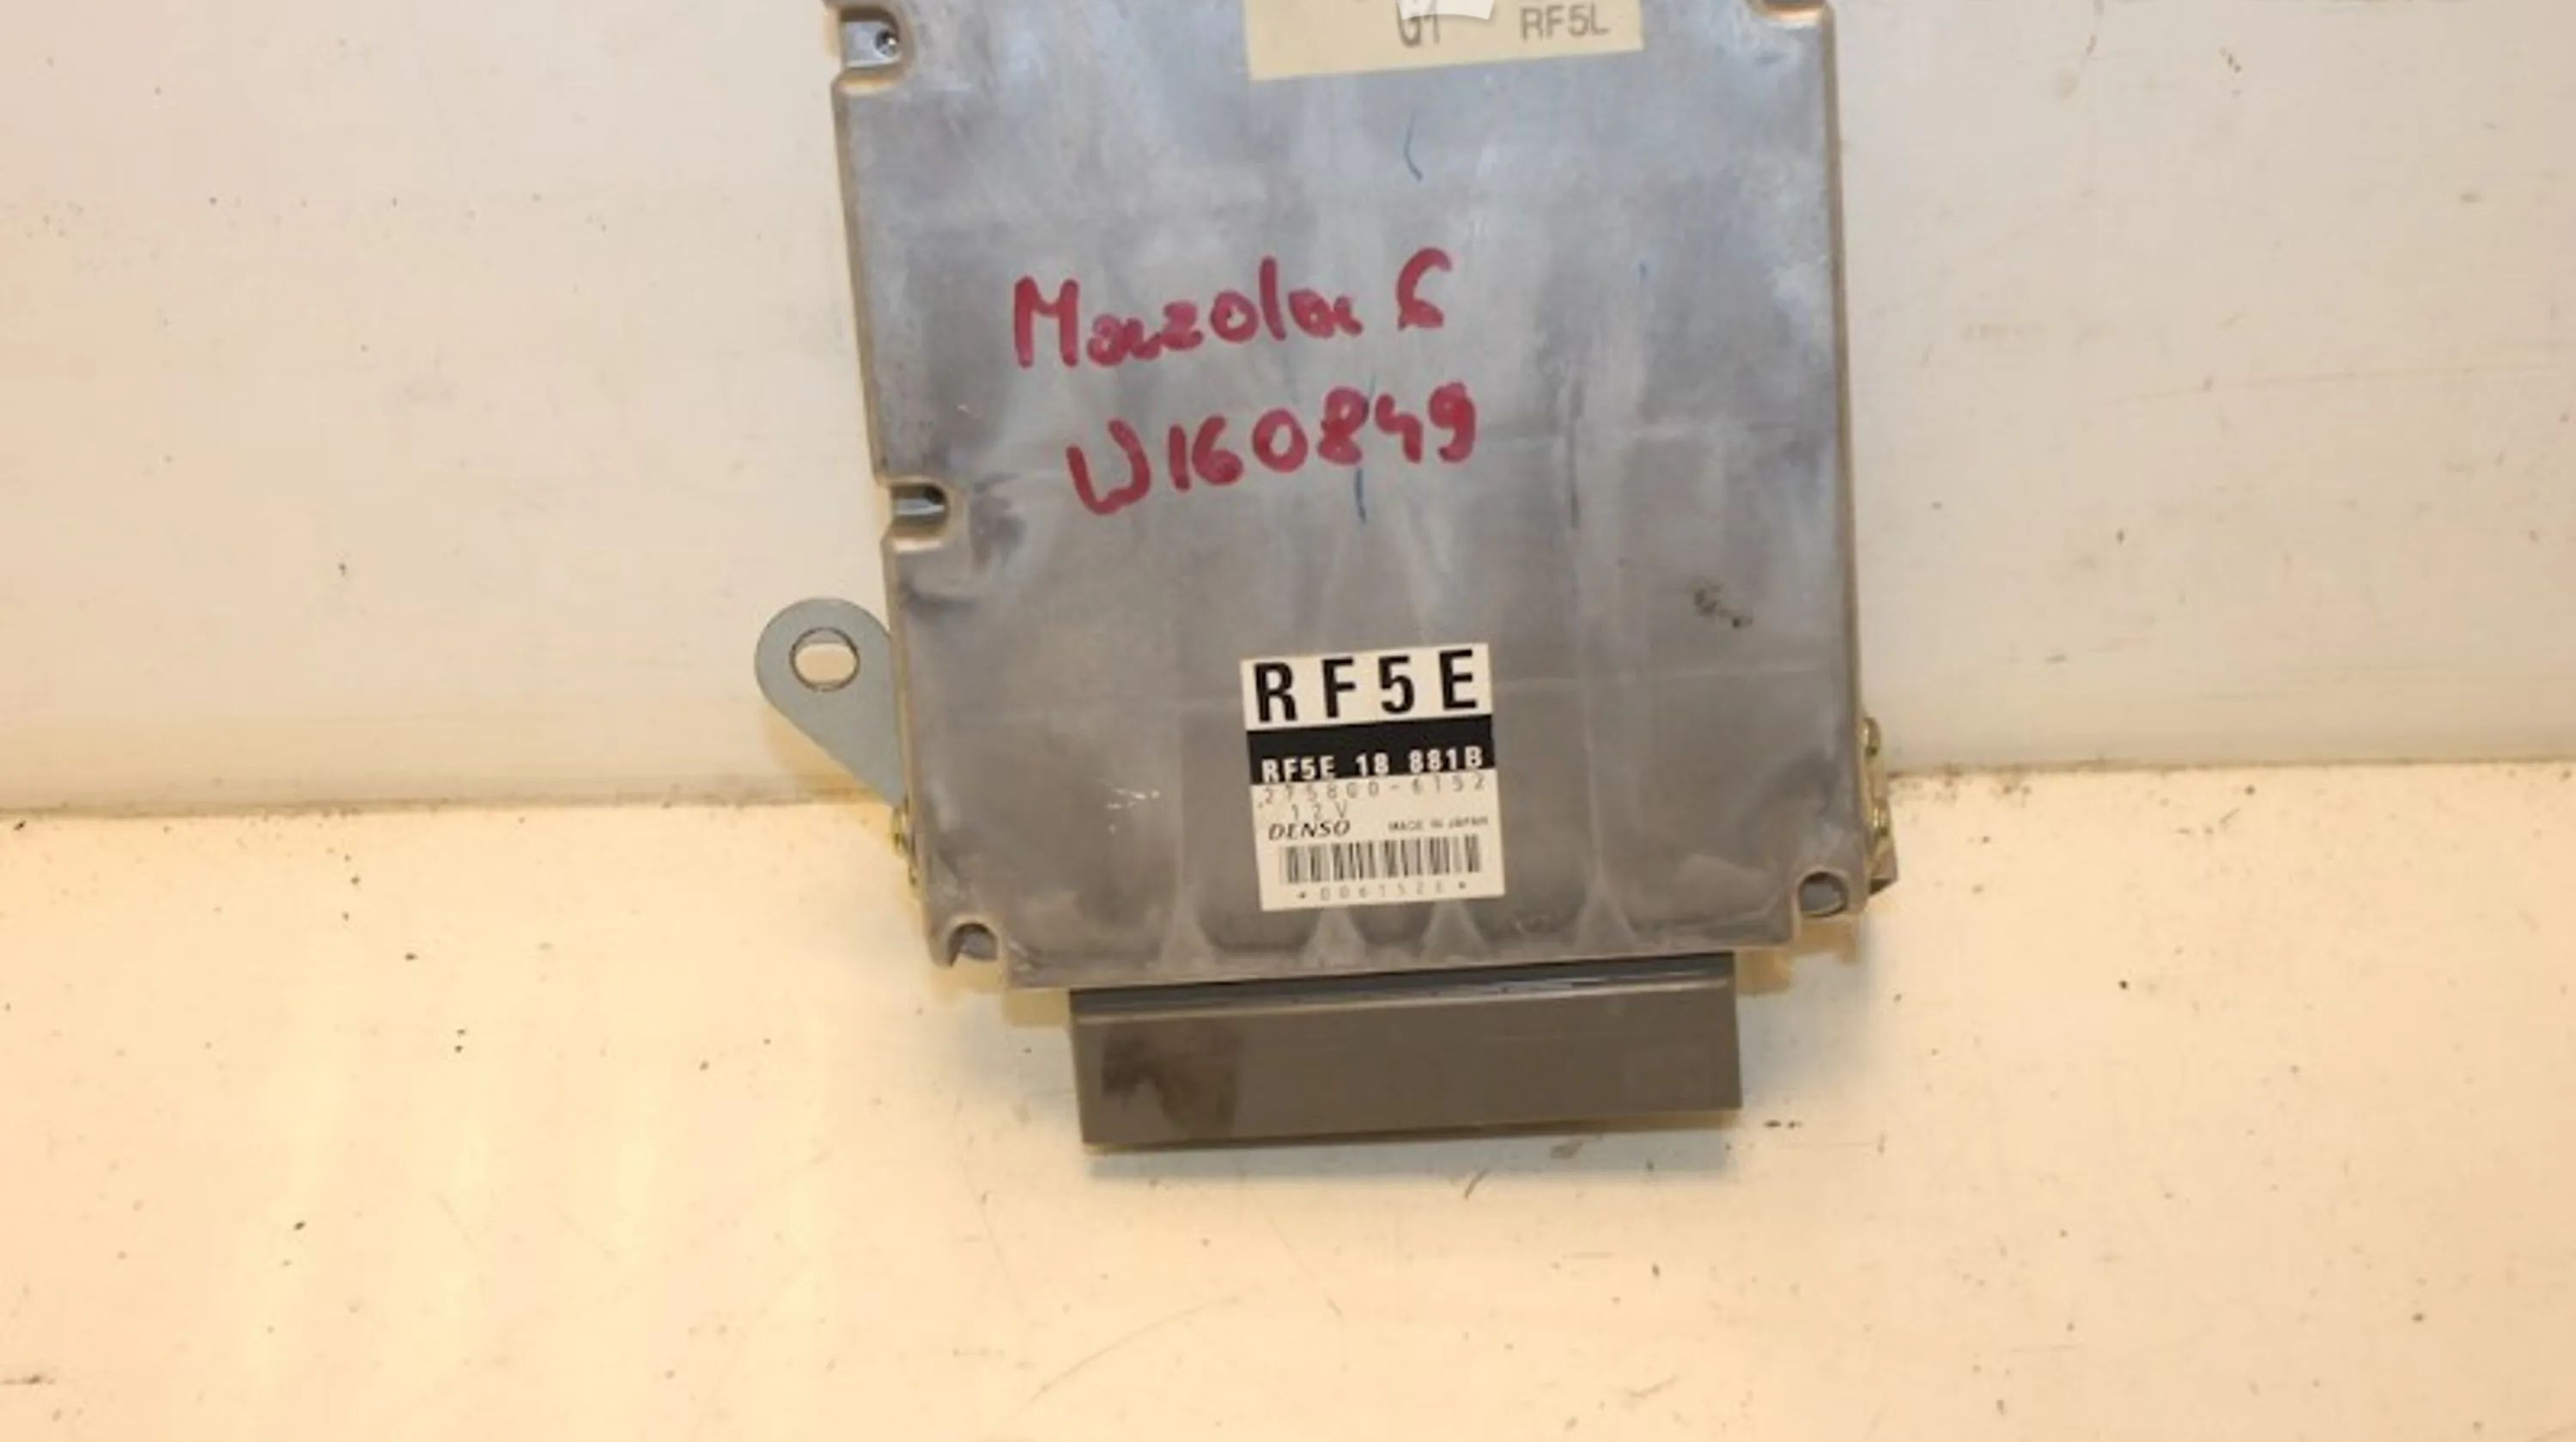 RF5L
Mazda 6
W160849
RF5E
RF5E 18 881B
275800-6152
12V
DENSO MADE IN JAPAN